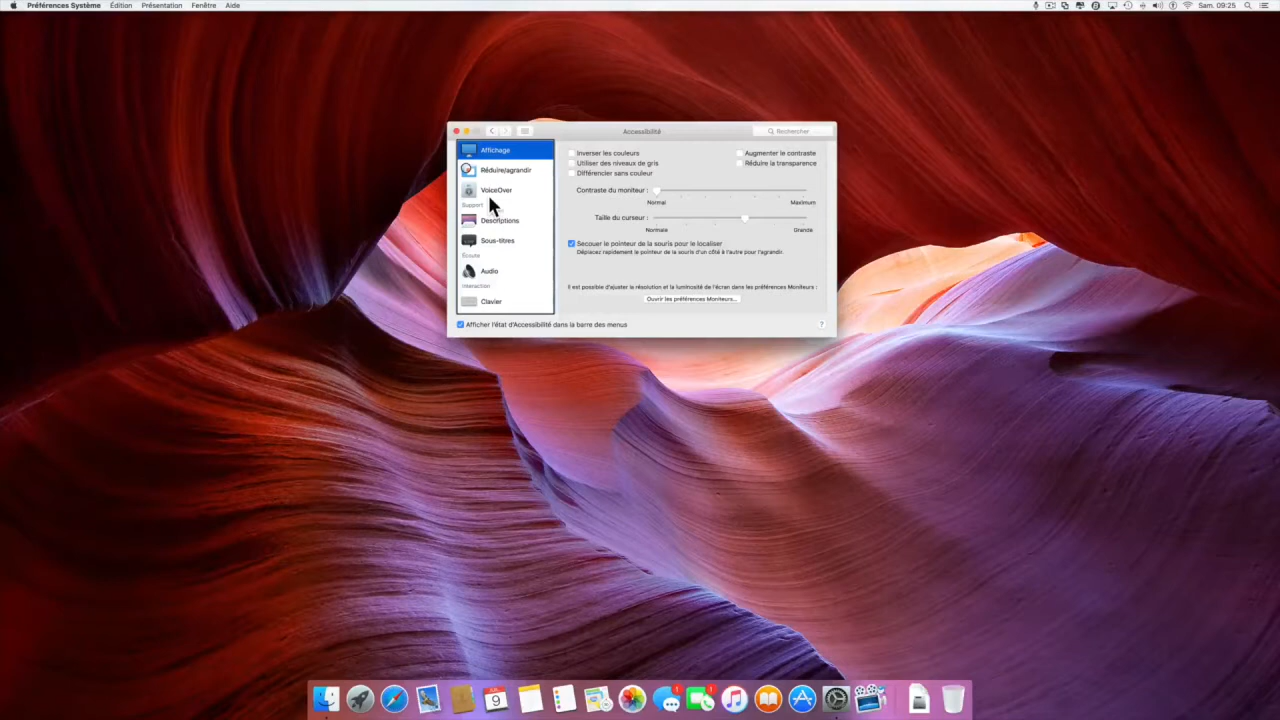 Préférences Système Édition Présentation Fenêtre Aide
Sam. 09:25
Accessibilité
Rechercher
Affichage
Réduire/agrandir
VoiceOver
Support
Descriptions
Sous-titres
Écoute
Audio
Interaction
Clavier
Inverser les couleurs
Augmenter le contraste
Utiliser des niveaux de gris
Réduire la transparence
Différencier sans couleur
Contraste du moniteur :
Normal
Maximum
Taille du curseur :
Normale
Grande
Secouer le pointeur de la souris pour le localiser
Déplacez rapidement le pointeur de la souris d'un côté à l'autre pour l'agrandir.
Il est possible d'ajuster la résolution et la luminosité de l'écran dans les préférences Moniteurs :
Ouvrir les préférences Moniteurs...
Afficher l'état d'Accessibilité dans la barre des menus
?
9
1
1